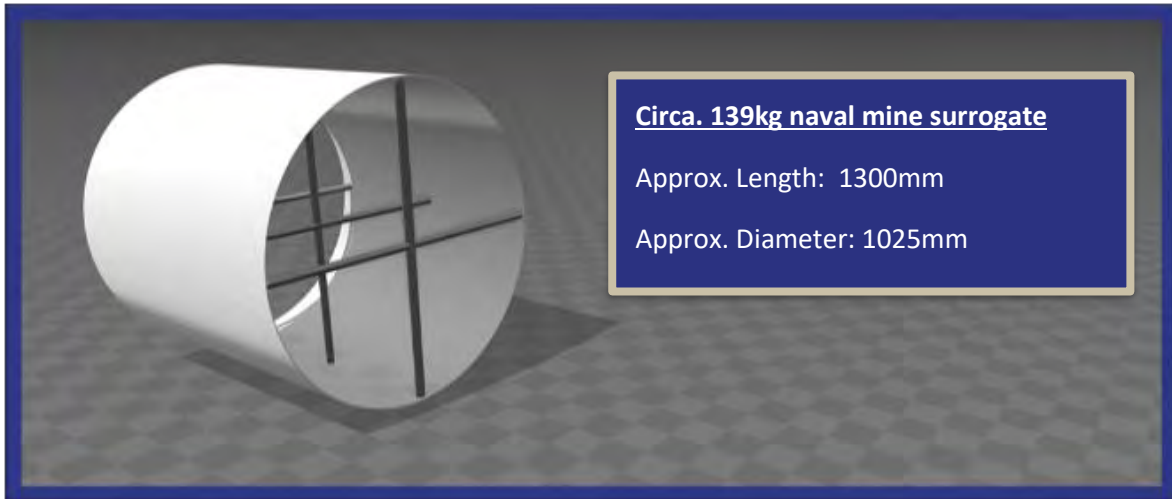 Circa. 139kg naval mine surrogate
Approx. Length:  1300mm
Approx. Diameter: 1025mm